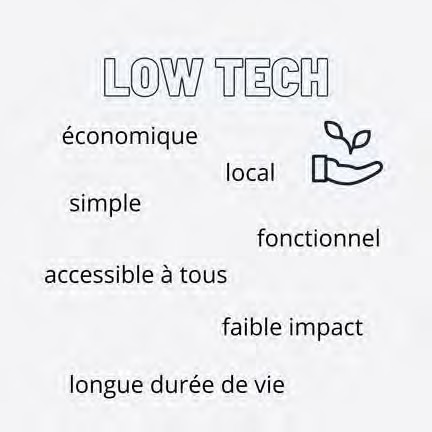 LOW TECH
économique
local
simple
fonctionnel
accessible à tous
faible impact
longue durée de vie